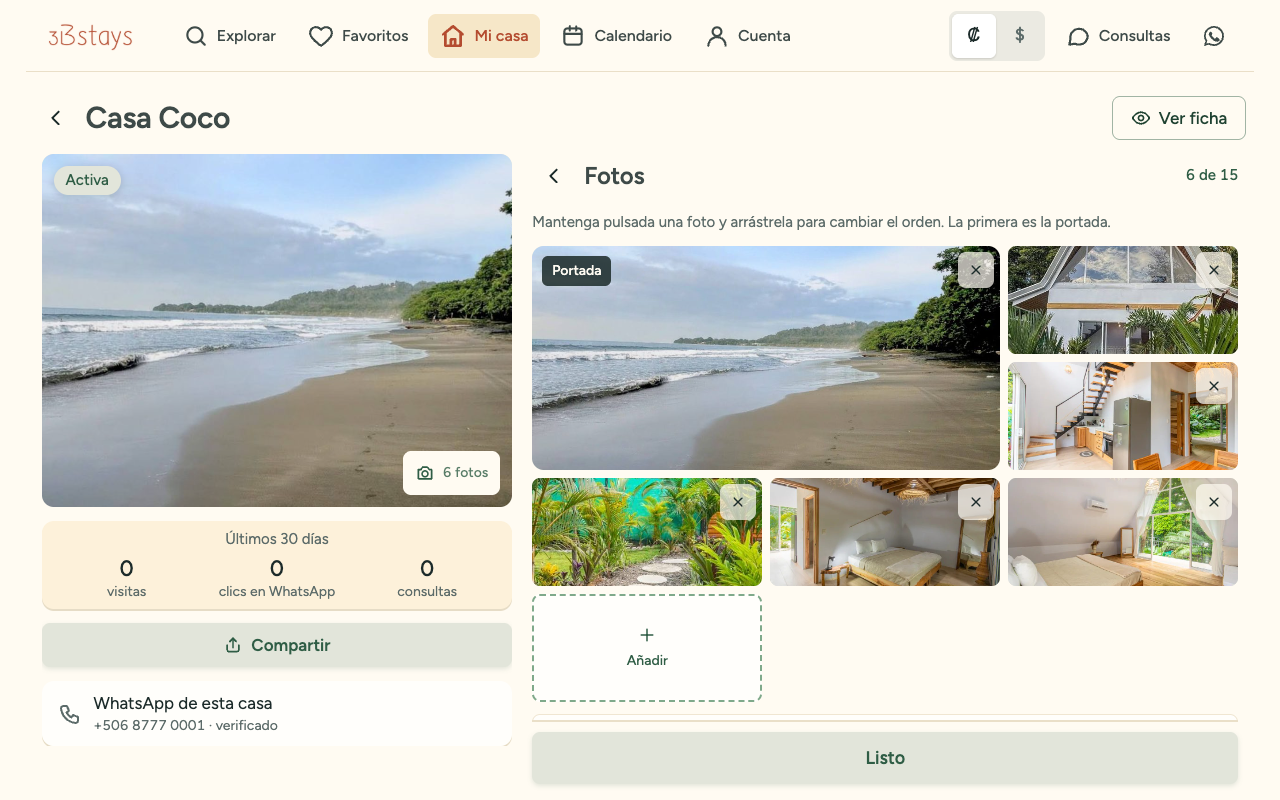 3Bstays
Explorar
Favoritos
Mi casa
Calendario
Cuenta
₡
$
Consultas
Casa Coco
Ver ficha
Activa
6 fotos
Últimos 30 días
0
visitas
0
clics en WhatsApp
0
consultas
Compartir
WhatsApp de esta casa
+506 8777 0001 · verificado
Fotos
6 de 15
Mantenga pulsada una foto y arrástrela para cambiar el orden. La primera es la portada.
Portada
Añadir
Listo